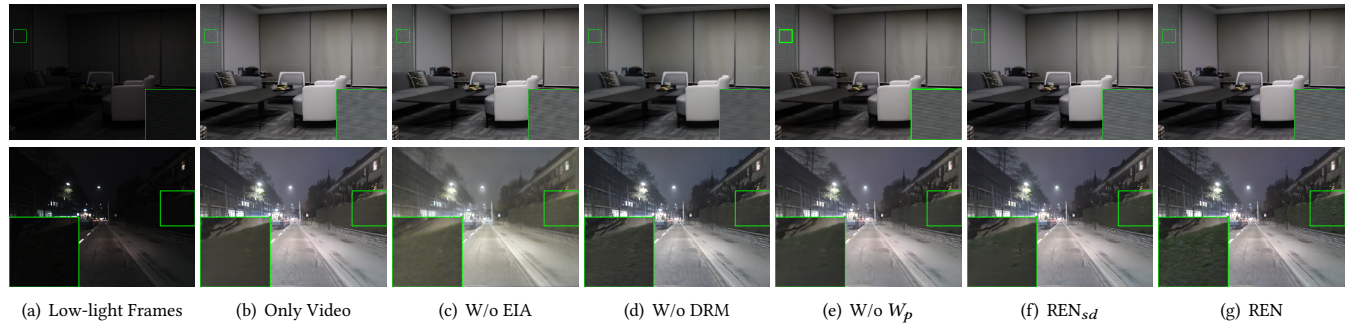 (a) Low-light Frames
(b) Only Video
(c) W/o EIA
(d) W/o DRM
(e) W/o W_p
(f) REN_sd
(g) REN